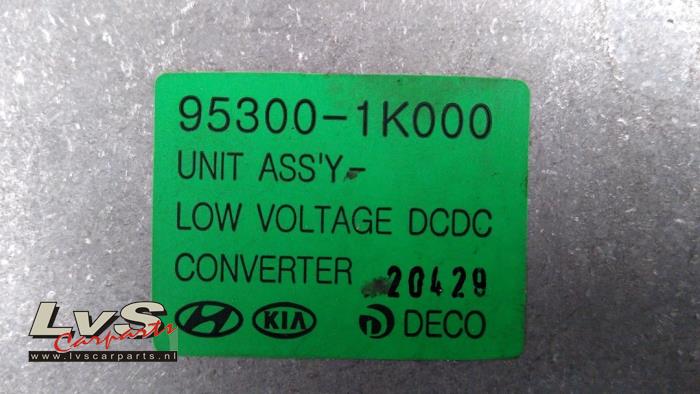 95300-1K000
UNIT ASS'Y-
LOW VOLTAGE DCDC
CONVERTER 20429
KIA DECO
LvS
Carparts
www.lvscarparts.nl